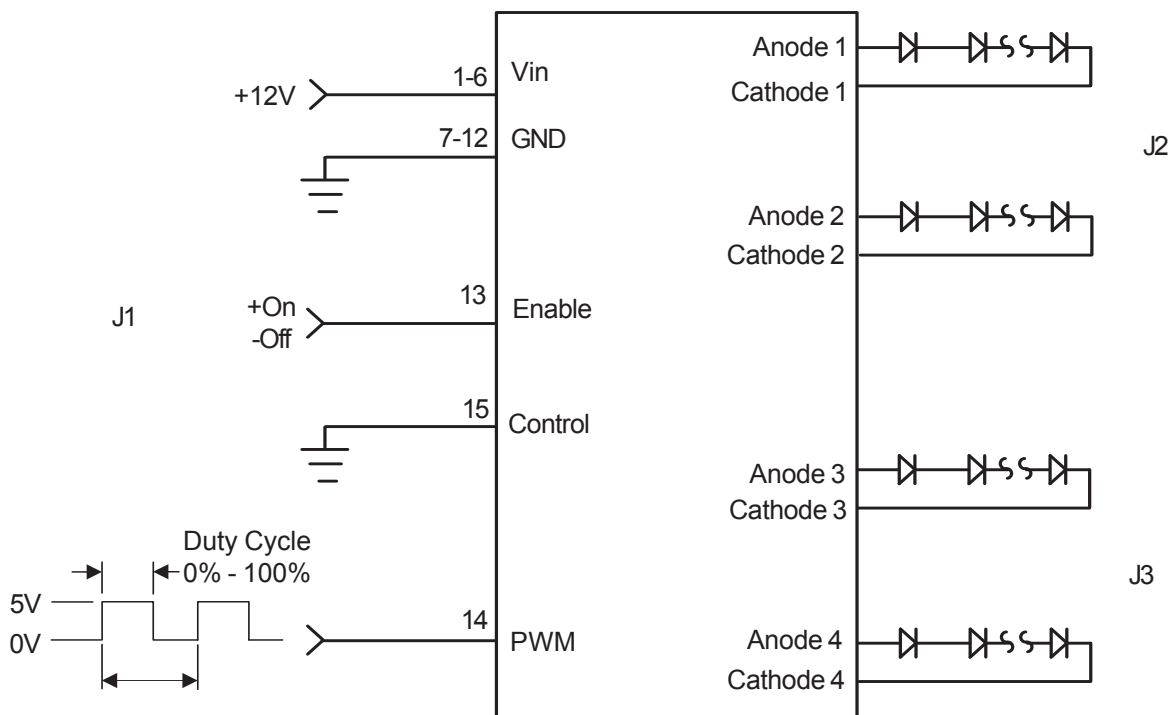 Anode 1
1-6
Vin
+12V
Cathode 1
7-12
GND
J2
Anode 2
Cathode 2
13
+On
Enable
J1
-Off
15
Control
Anode 3
Cathode 3
Duty Cycle
0% - 100%
J3
5V
14
0V
PWM
Anode 4
Cathode 4